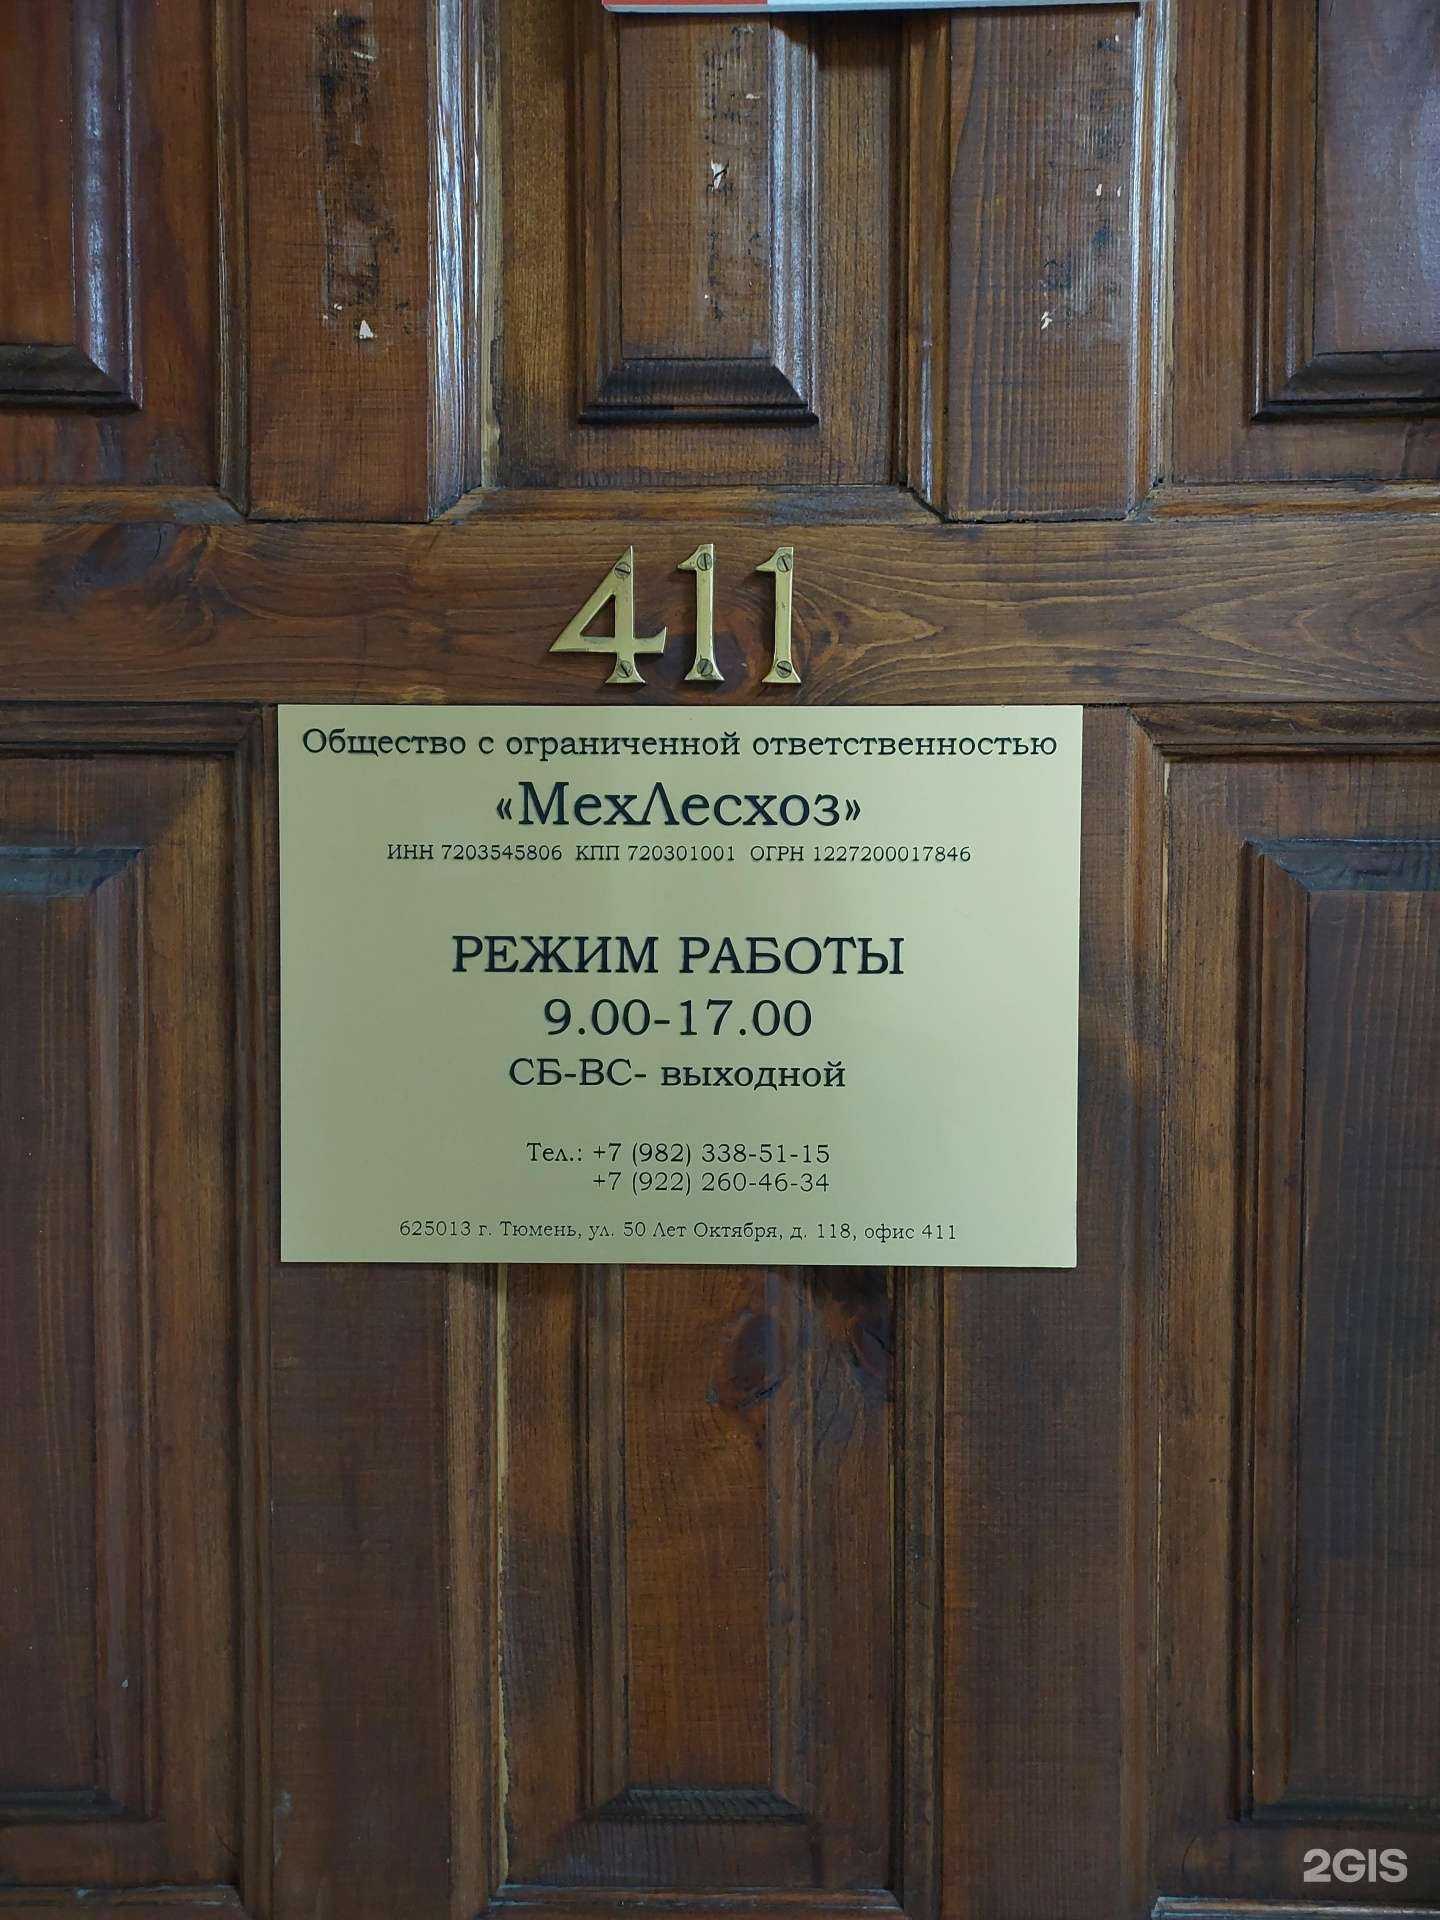 411
Общество с ограниченной ответственностью
«МехЛесхоз»
ИНН 7203545806 КПП 720301001 ОГРН 1227200017846
РЕЖИМ РАБОТЫ
9.00-17.00
СБ-ВС- выходной
Тел.: +7 (982) 338-51-15
+7 (922) 260-46-34
625013 г. Тюмень, ул. 50 Лет Октября, д. 118, офис 411
2GIS